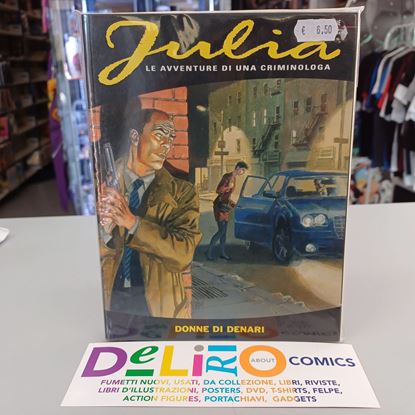 € 6,50
Julia
LE AVVENTURE DI UNA CRIMINOLOGA
DONNE DI DENARI
DeLiRIO ABOUT COMICS
FUMETTI NUOVI, USATI, DA COLLEZIONE, LIBRI, RIVISTE,
LIBRI D'ILLUSTRAZIONI, POSTERS, DVD, T-SHIRTS, FELPE,
ACTION FIGURES, PORTACHIAVI, GADGETS